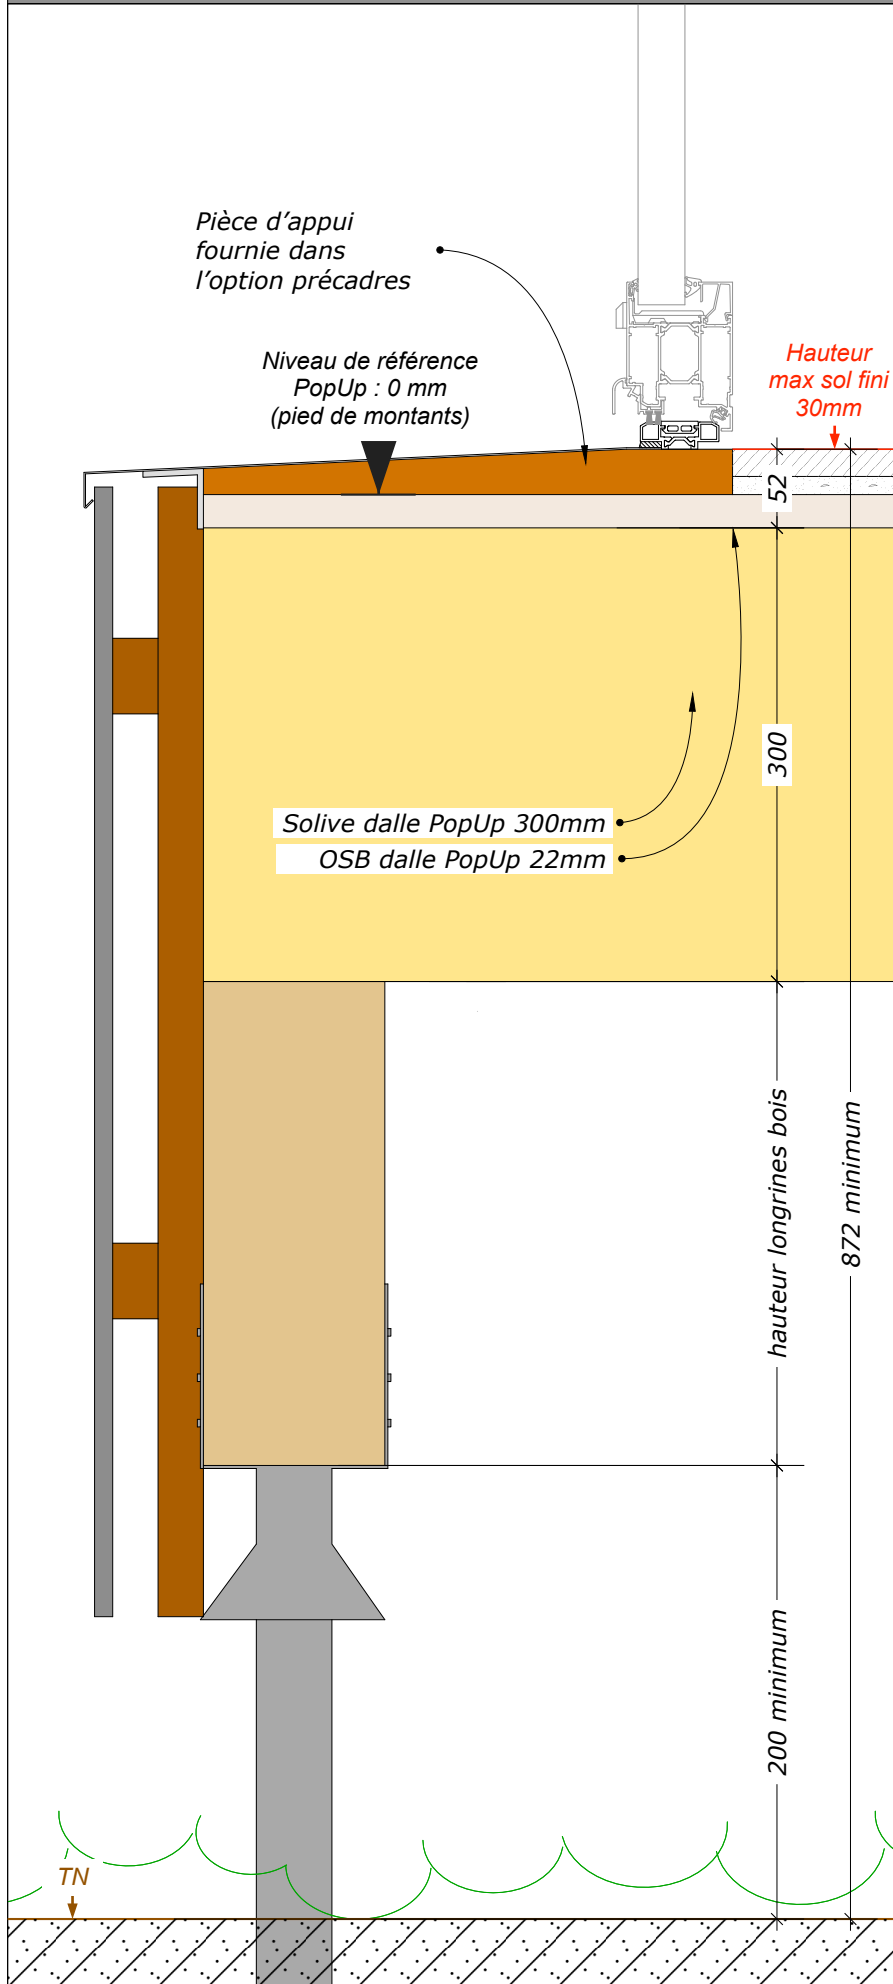 Pièce d’appui
fournie dans
l’option précadres
Niveau de référence
PopUp : 0 mm
(pied de montants)
Hauteur
max sol fini
30mm
52
300
Solive dalle PopUp 300mm
OSB dalle PopUp 22mm
hauteur longrines bois
872 minimum
200 minimum
TN